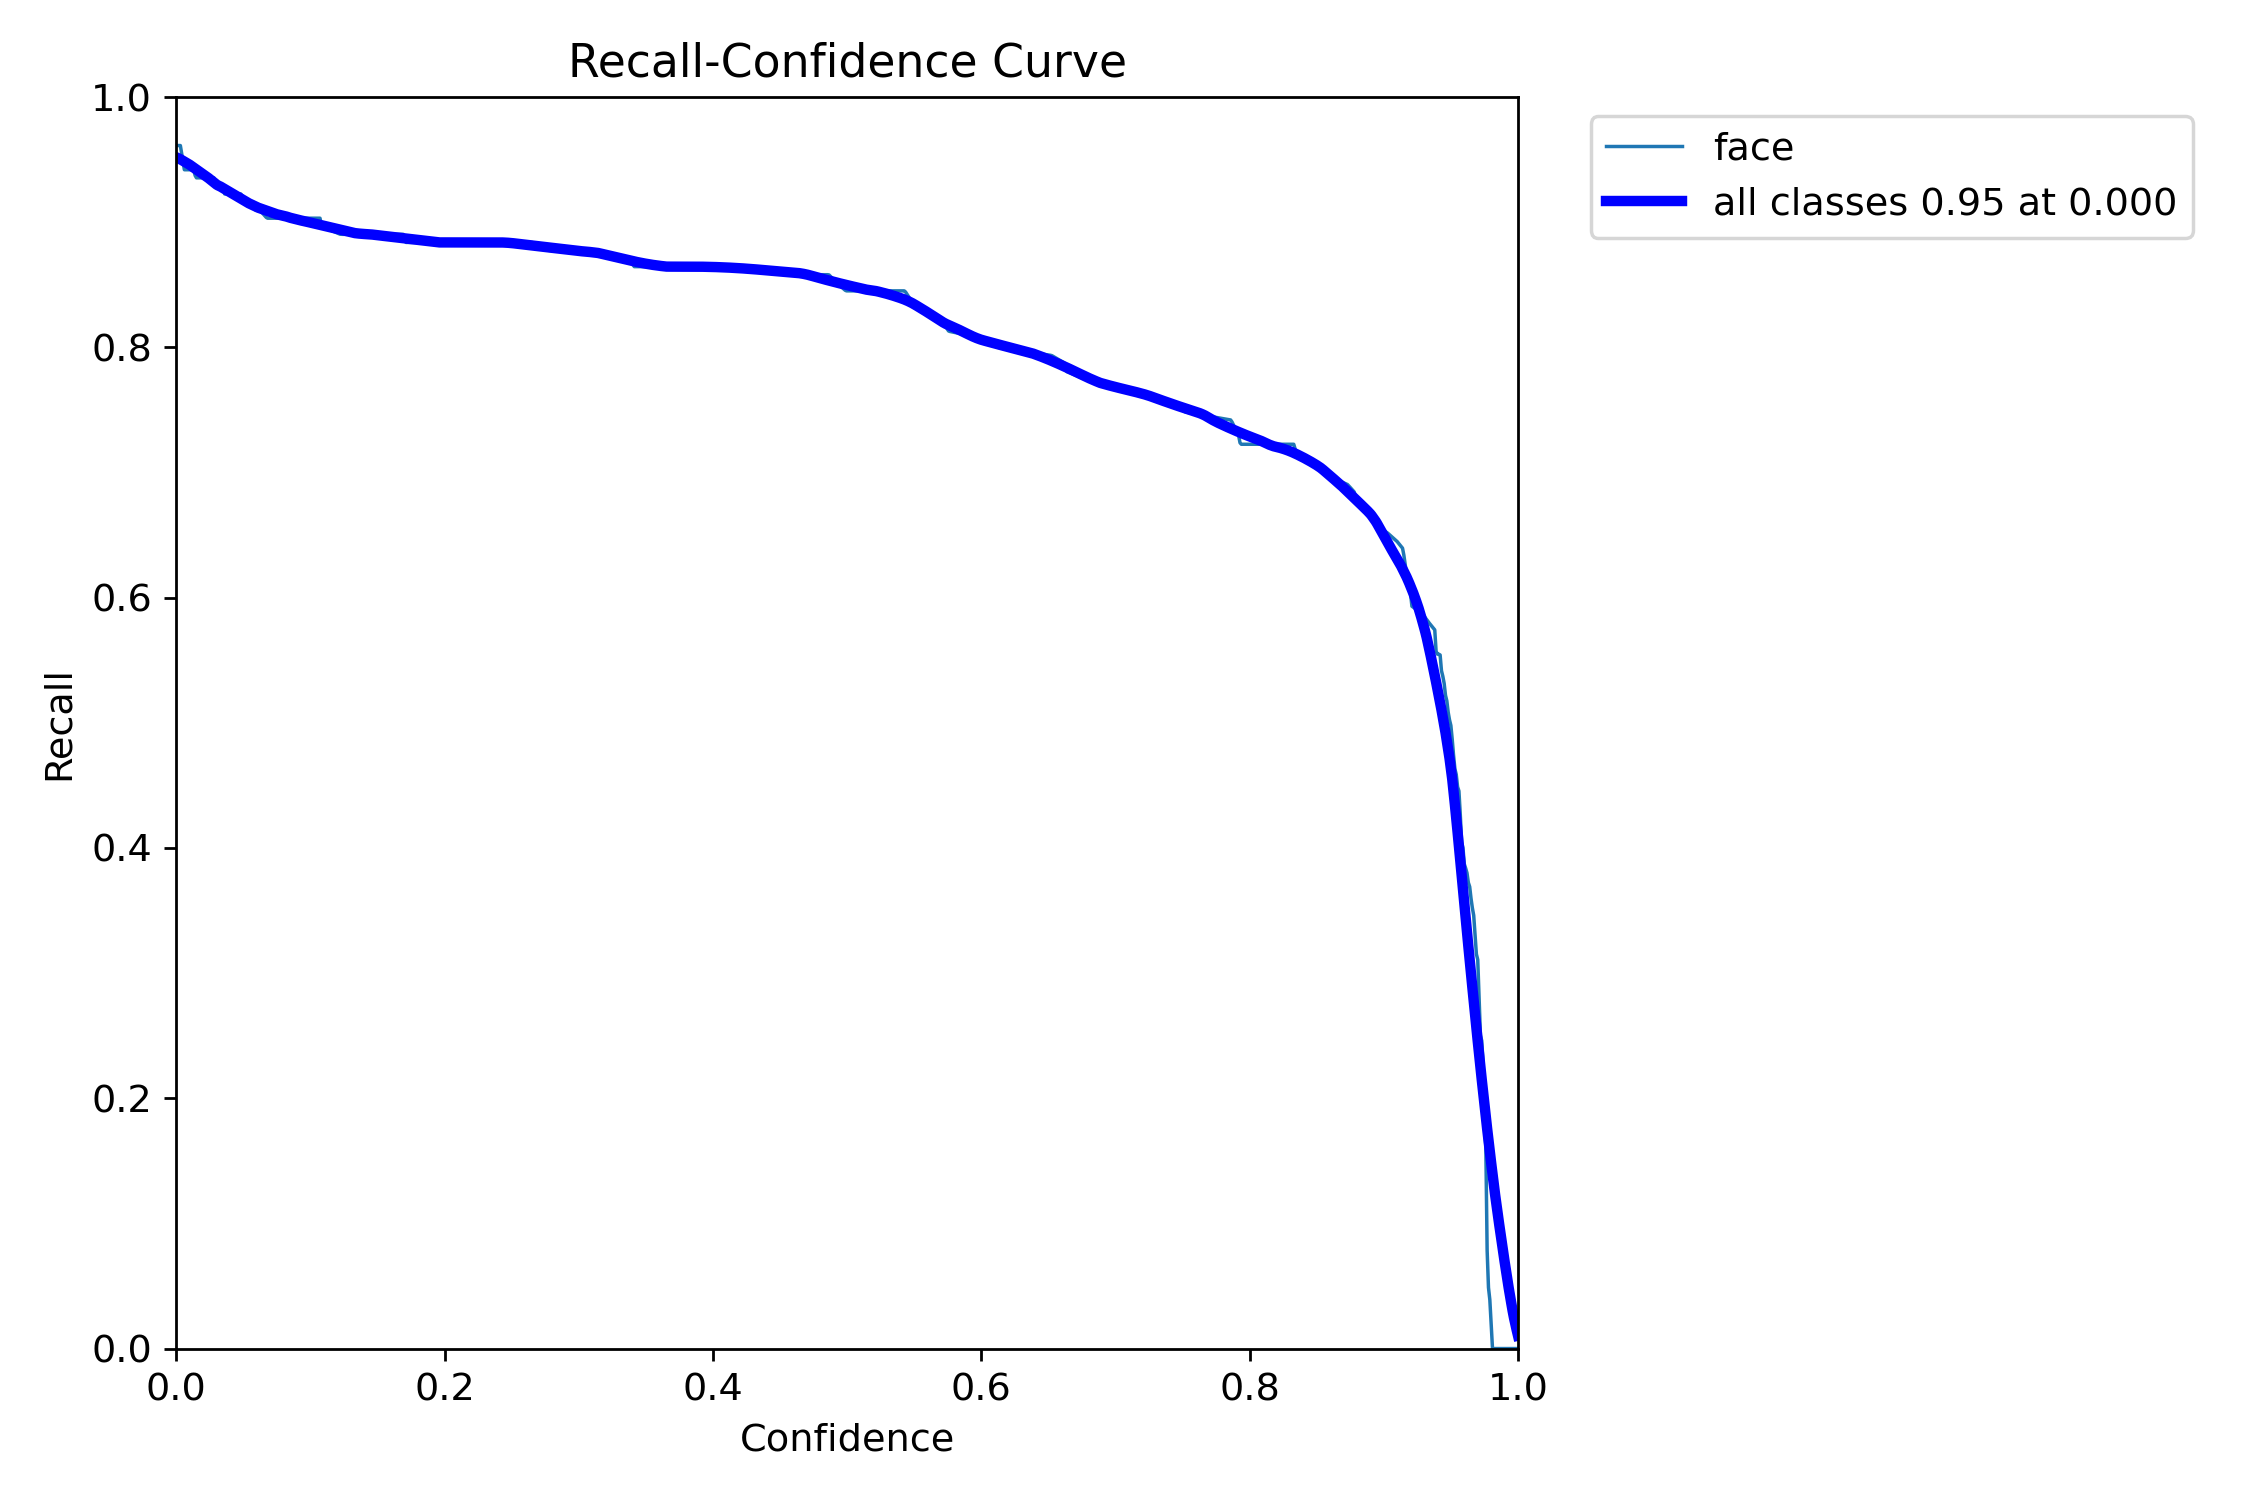 Recall-Confidence Curve
1.0
0.8
0.6
0.4
0.2
0.0
Recall
0.0 0.2 0.4 0.6 0.8 1.0
Confidence
face
all classes 0.95 at 0.000